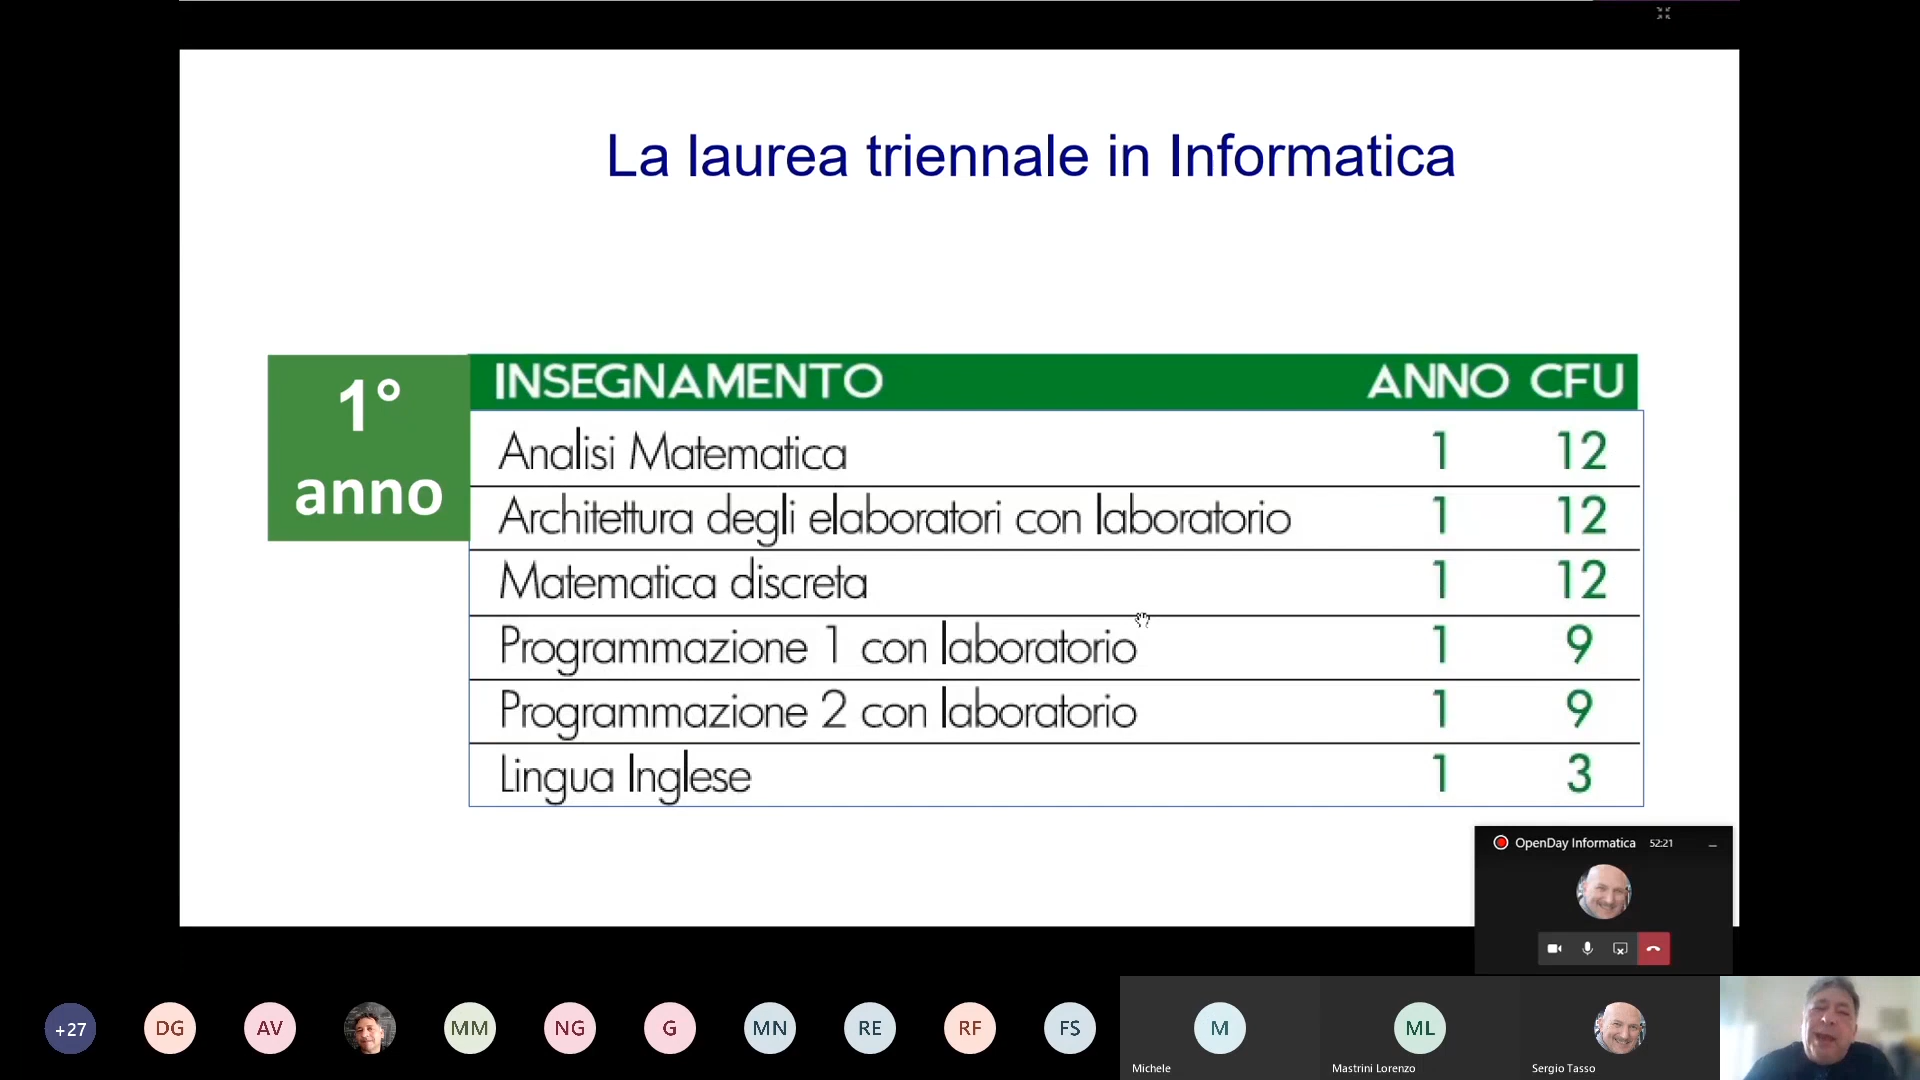 La laurea triennale in Informatica
1°
anno
INSEGNAMENTO ANNO CFU
Analisi Matematica 1 12
Architettura degli elaboratori con laboratorio 1 12
Matematica discreta 1 12
Programmazione 1 con laboratorio 1 9
Programmazione 2 con laboratorio 1 9
Lingua Inglese 1 3
OpenDay Informatica 52:21
+27 DG AV MM NG G MN RE RF FS M ML
Michele Mastrini Lorenzo Sergio Tasso